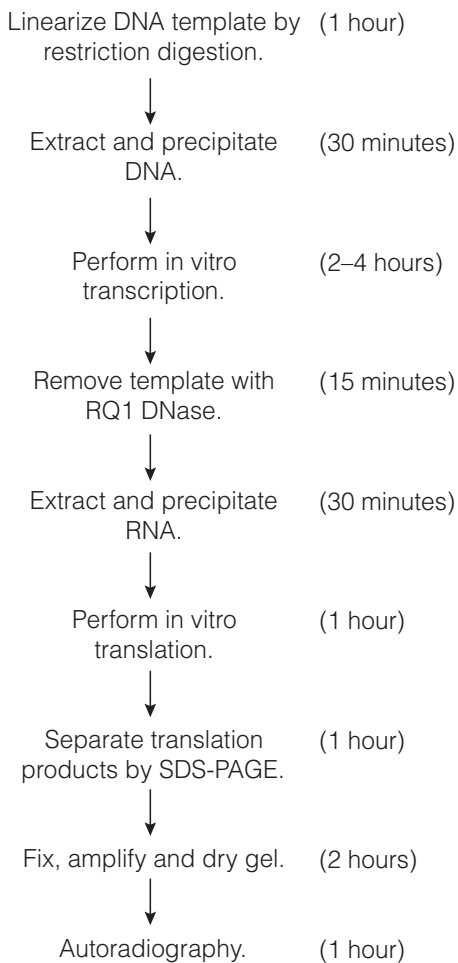 Linearize DNA template by (1 hour)
restriction digestion.
Extract and precipitate (30 minutes)
DNA.
Perform in vitro (2–4 hours)
transcription.
Remove template with (15 minutes)
RQ1 DNase.
Extract and precipitate (30 minutes)
RNA.
Perform in vitro (1 hour)
translation.
Separate translation (1 hour)
products by SDS-PAGE.
Fix, amplify and dry gel. (2 hours)
Autoradiography. (1 hour)